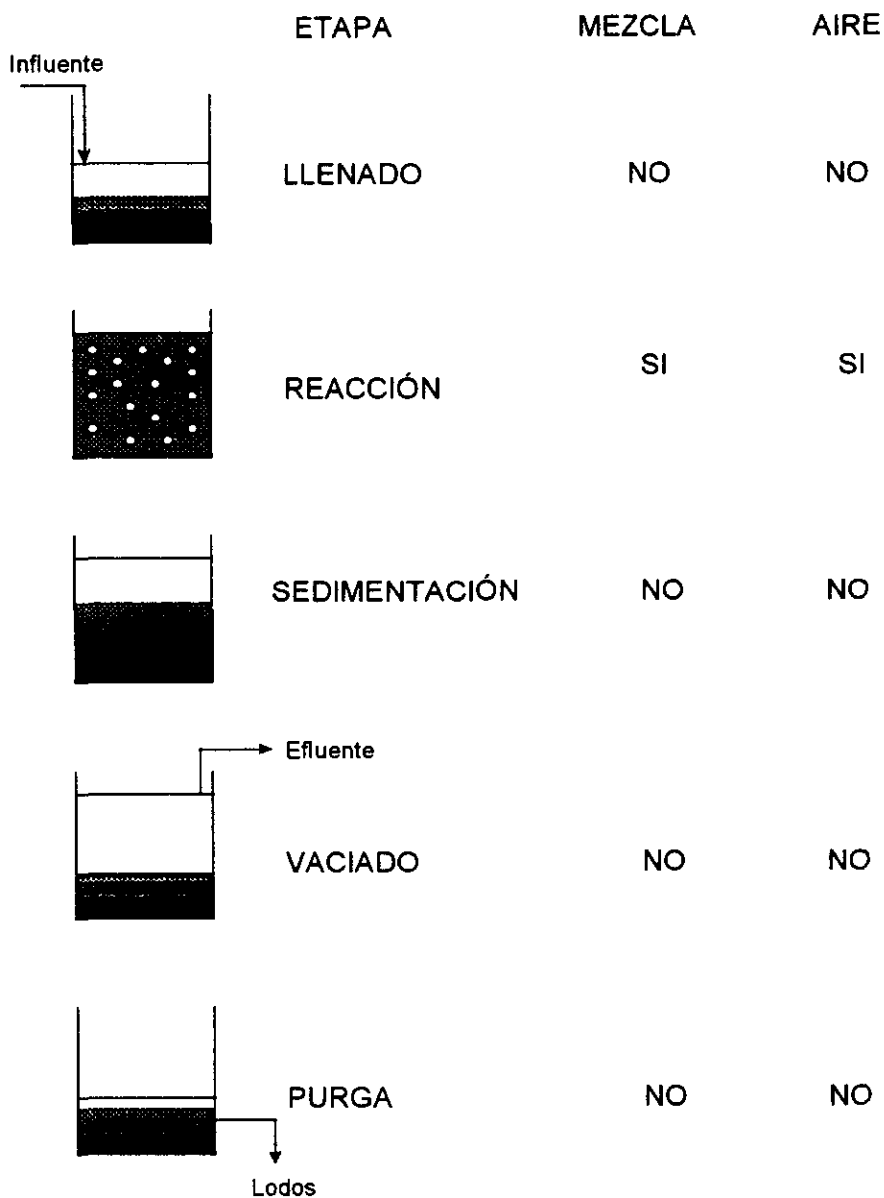 ETAPA MEZCLA AIRE
Influente
LLENADO NO NO
REACCIÓN SI SI
SEDIMENTACIÓN NO NO
Efluente
VACIADO NO NO
PURGA NO NO
Lodos